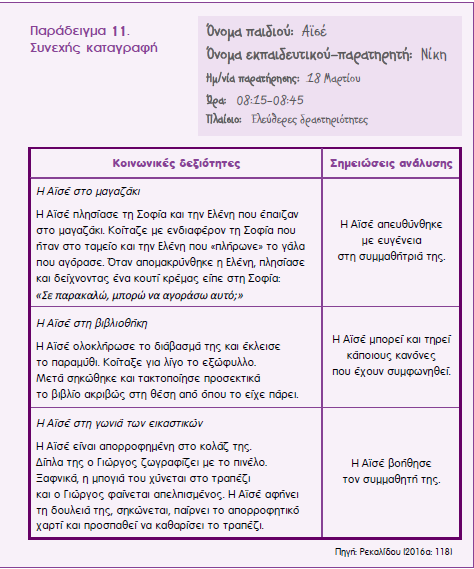 Παράδειγμα 11.
Συνεχής καταγραφή
Όνομα παιδιού: Αϊσέ
Όνομα εκπαιδευτικού-παρατηρητή: Νίκη
Ημ/νία παρατήρησης: 18 Μαρτίου
Ώρα: 08:15-08:45
Πλαίσιο: Ελεύθερες δραστηριότητες
Κοινωνικές δεξιότητες
Η Αϊσέ στο μαγαζάκι
Η Αϊσέ πλησίασε τη Σοφία και την Ελένη που έπαιζαν
στο μαγαζάκι. Κοίταζε με ενδιαφέρον τη Σοφία που
ήταν στο ταμείο και την Ελένη που «πλήρωνε» το γάλα
που αγόρασε. Όταν απομακρύνθηκε η Ελένη, πλησίασε
και δείχνοντας ένα κουτί κρέμας είπε στη Σοφία:
«Σε παρακαλώ, μπορώ να αγοράσω αυτό;»
Η Αϊσέ στη βιβλιοθήκη
Η Αϊσέ ολοκλήρωσε το διάβασμά της και έκλεισε
το παραμύθι. Κοίταξε για λίγο το εξώφυλλο.
Μετά σηκώθηκε και τακτοποίησε προσεκτικά
το βιβλίο ακριβώς στη θέση από όπου το είχε πάρει.
Η Αϊσέ στη γωνιά των εικαστικών
Η Αϊσέ είναι απορροφημένη στο κολάζ της.
Δίπλα της ο Γιώργος ζωγραφίζει με το πινέλο.
Ξαφνικά, η μπογιά του χύνεται στο τραπέζι
και ο Γιώργος φαίνεται απελπισμένος. Η Αϊσέ αφήνει
τη δουλειά της, σηκώνεται, παίρνει το απορροφητικό
χαρτί και προσπαθεί να καθαρίσει το τραπέζι.
Σημειώσεις ανάλυσης
Η Αϊσέ απευθύνθηκε
με ευγένεια
στη συμμαθήτριά της.
Η Αϊσέ μπορεί και τηρεί
κάποιους κανόνες
που έχουν συμφωνηθεί.
Η Αϊσέ βοήθησε
τον συμμαθητή της.
Πηγή: Ρεκαλίδου (2016α: 118)